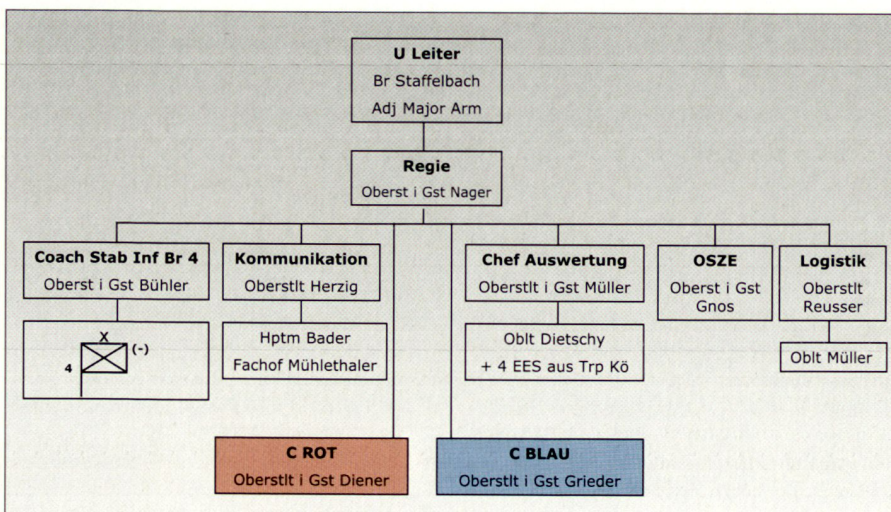 U Leiter
Br Staffelbach
Adj Major Arm
Regie
Oberst i Gst Nager
Coach Stab Inf Br 4
Oberst i Gst Bühler
X
(-)
4
Kommunikation
Oberstlt Herzig
Hptm Bader
Fachof Mühlethaler
Chef Auswertung
Oberstlt i Gst Müller
Oblt Dietschy
+ 4 EES aus Trp Kö
OSZE
Oberst i Gst
Gnos
Logistik
Oberstlt
Reusser
Oblt Müller
C ROT
Oberstlt i Gst Diener
C BLAU
Oberstlt i Gst Grieder